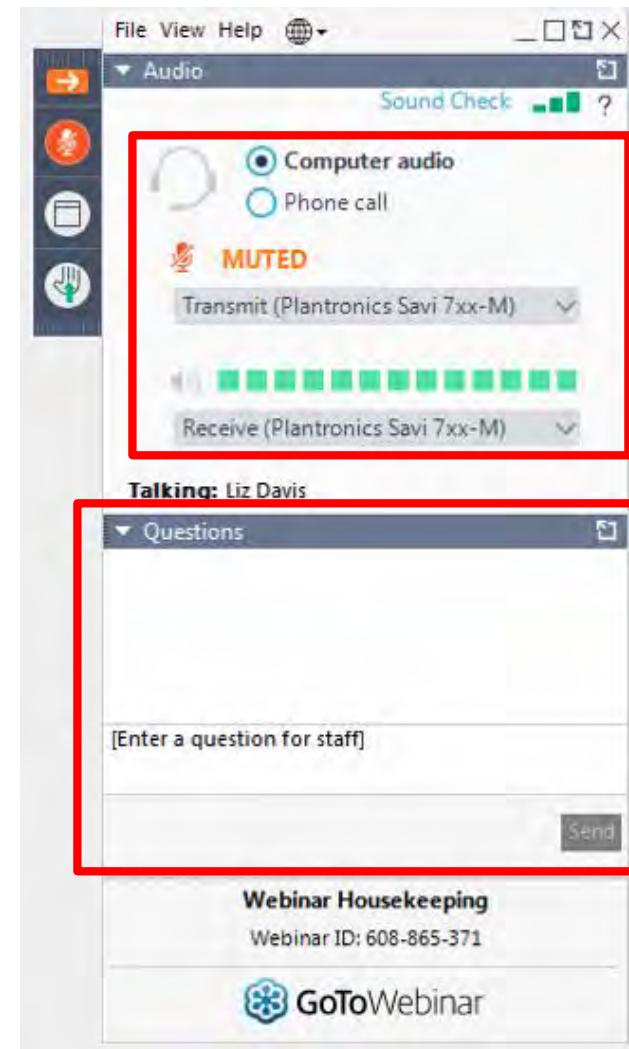 File View Help
Audio
Sound Check ?
Computer audio
Phone call
MUTED
Transmit (Plantronics Savi 7xx-M)
Receive (Plantronics Savi 7xx-M)
Talking: Liz Davis
Questions
[Enter a question for staff]
Send
Webinar Housekeeping
Webinar ID: 608-865-371
GoToWebinar